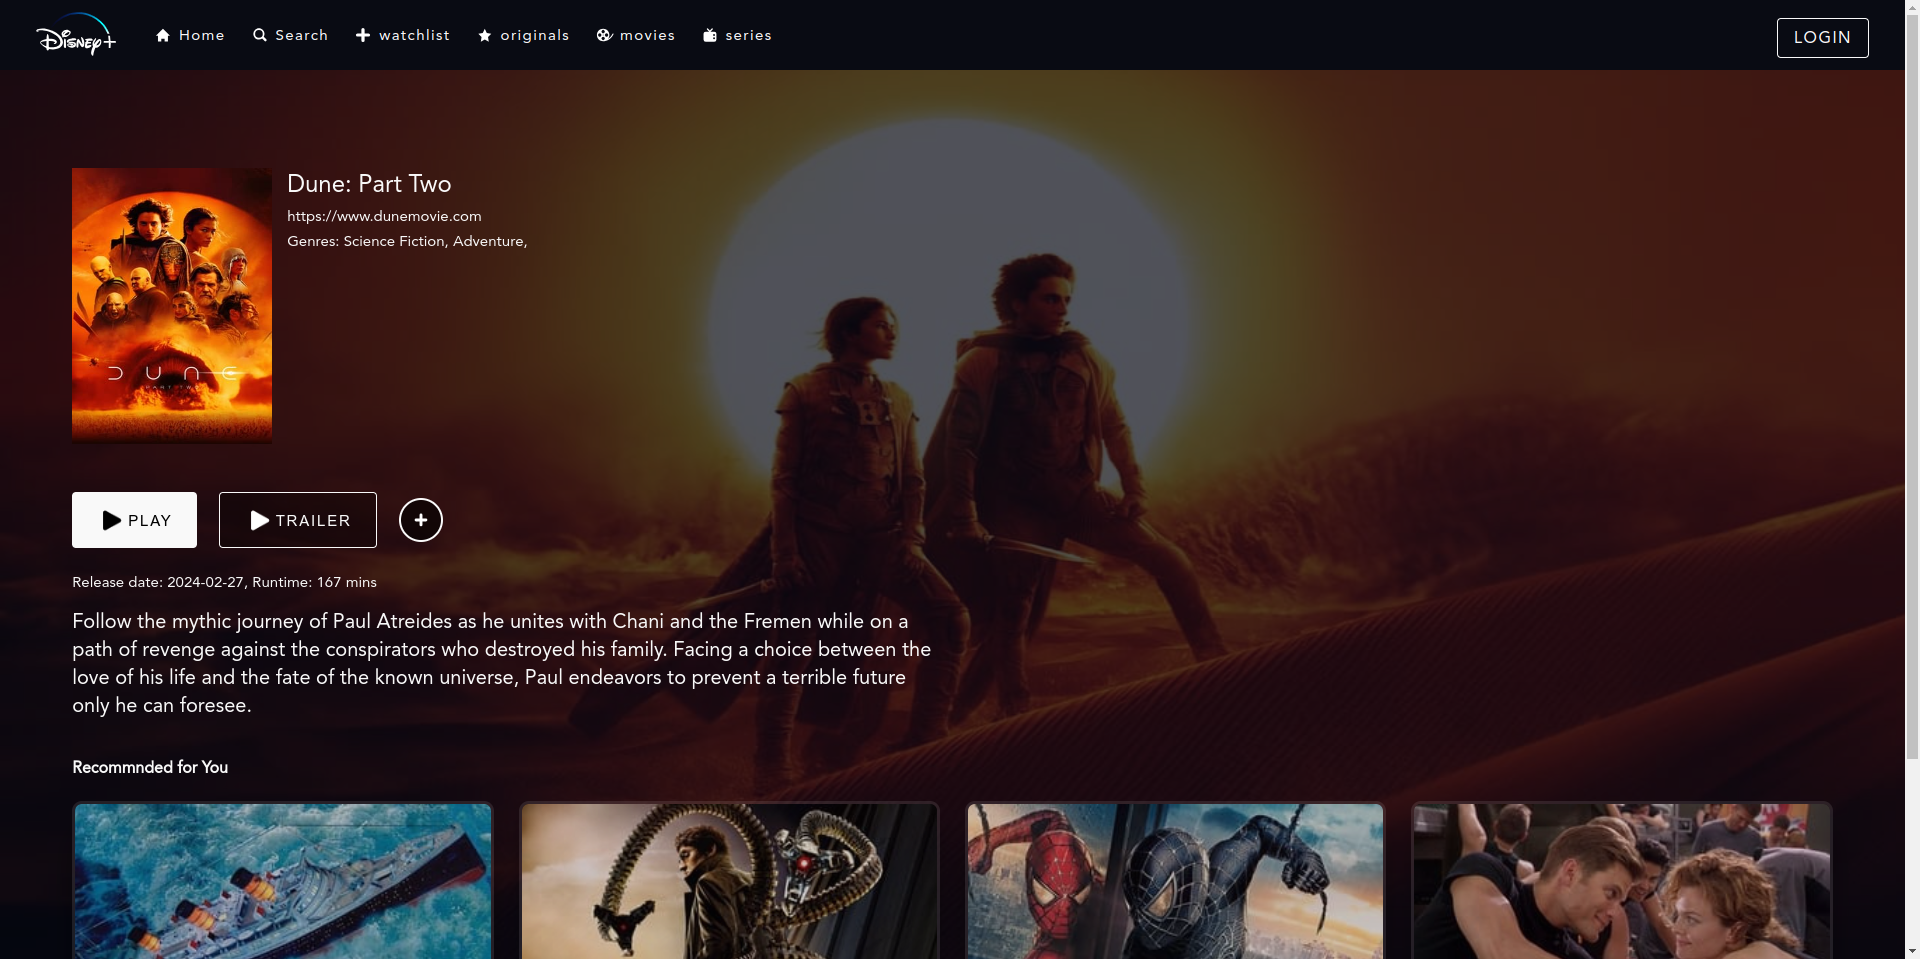 Disney+
Home
Search
watchlist
originals
movies
series
LOGIN
Dune: Part Two
https://www.dunemovie.com
Genres: Science Fiction, Adventure,
DUNE
PLAY
TRAILER
Release date: 2024-02-27, Runtime: 167 mins
Follow the mythic journey of Paul Atreides as he unites with Chani and the Fremen while on a
path of revenge against the conspirators who destroyed his family. Facing a choice between the
love of his life and the fate of the known universe, Paul endeavors to prevent a terrible future
only he can foresee.
Recommnded for You